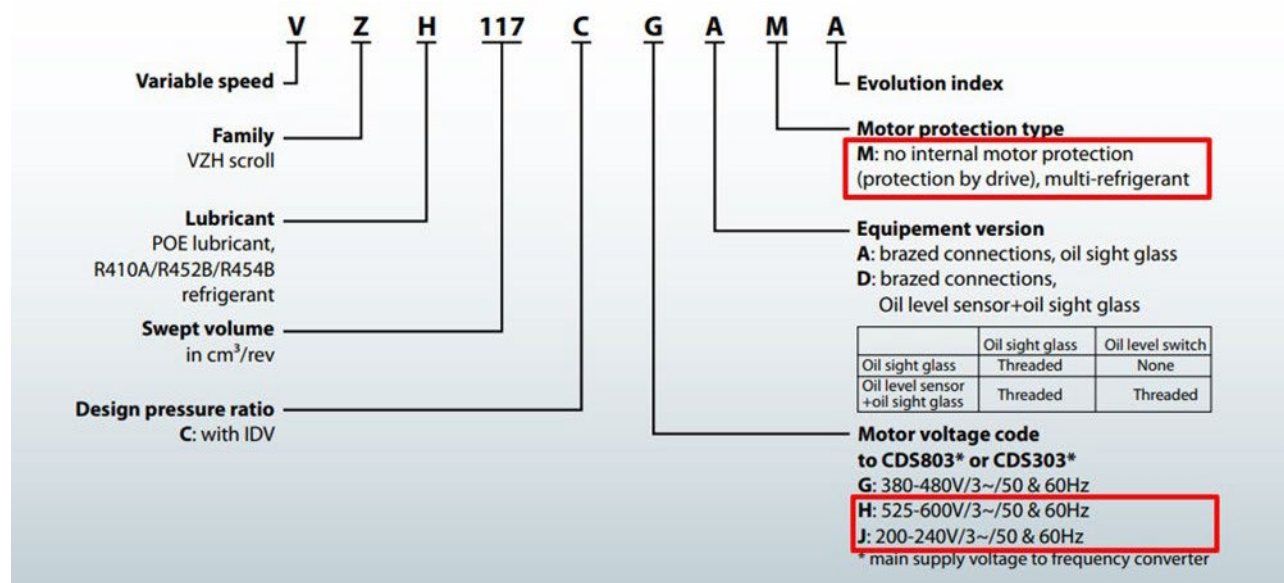 V Z H 117 C G A M A
Variable speed
Family
VZH scroll
Lubricant
POE lubricant,
R410A/R452B/R454B
refrigerant
Swept volume
in cm³/rev
Design pressure ratio
C: with IDV
Evolution index
Motor protection type
M: no internal motor protection
(protection by drive), multi-refrigerant
Equipement version
A: brazed connections, oil sight glass
D: brazed connections,
Oil level sensor+oil sight glass
Oil sight glass Oil level switch
Oil sight glass Threaded None
Oil level sensor
+oil sight glass Threaded Threaded
Motor voltage code
to CDS803* or CDS303*
G: 380-480V/3~/50 & 60Hz
H: 525-600V/3~/50 & 60Hz
J: 200-240V/3~/50 & 60Hz
* main supply voltage to frequency converter